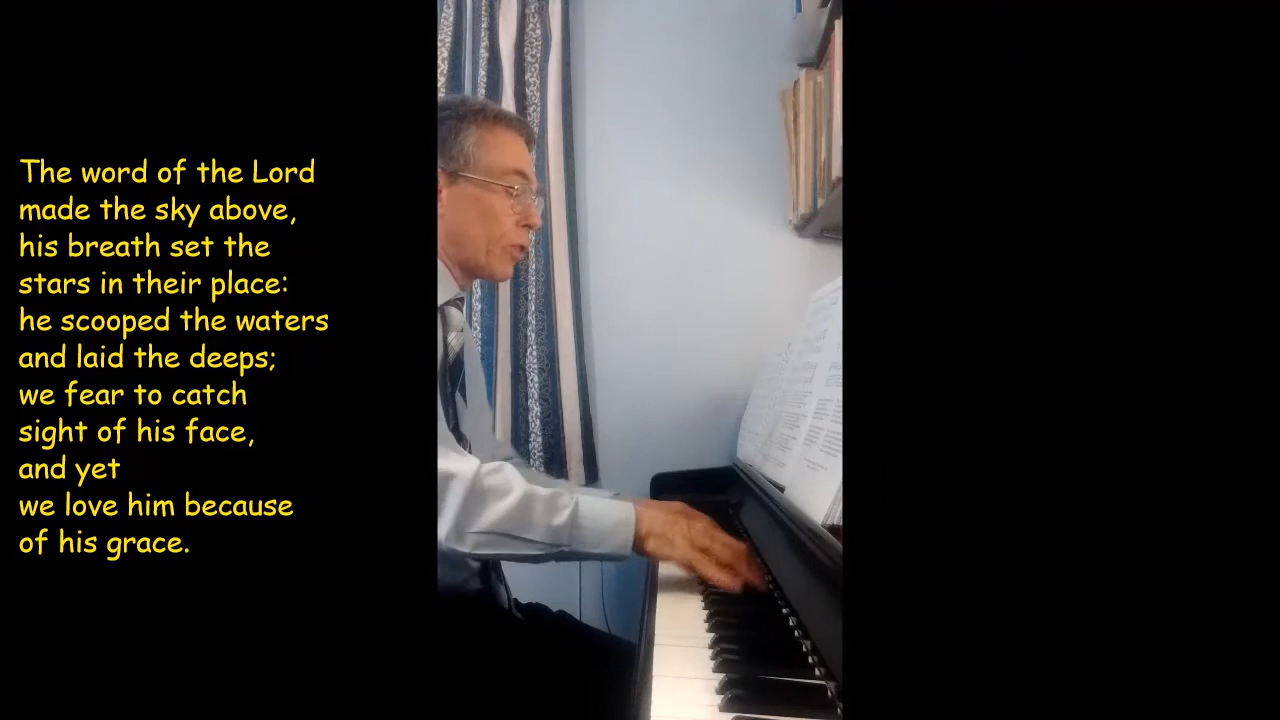 The word of the Lord
made the sky above,
his breath set the
stars in their place:
he scooped the waters
and laid the deeps;
we fear to catch
sight of his face,
and yet
we love him because
of his grace.